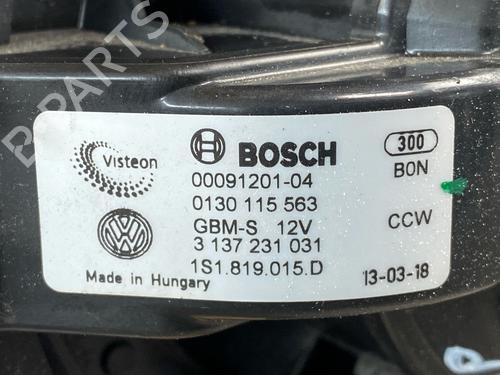 B-PARTS
Visteon
BOSCH
300
00091201-04
BON
0130 115 563
GBM-S 12V
CCW
3 137 231 031
Made in Hungary
1S1.819.015.D
13-03-18